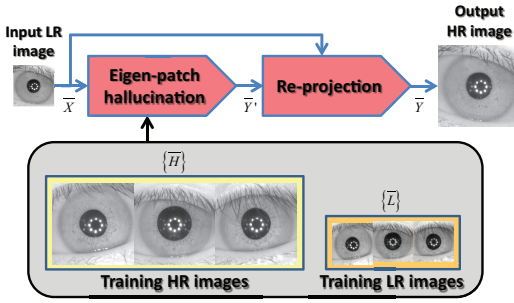 Input LR
image
Output
HR image
Eigen-patch
hallucination
Re-projection
X̅
Y̅'
Y̅
{H̅}
{L̅}
Training HR images
Training LR images